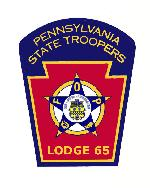 PENNSYLVANIA
STATE TROOPERS
F O P
LODGE 65